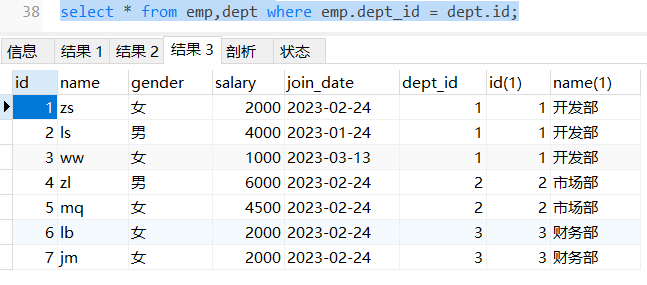 38 select * from emp,dept where emp.dept_id = dept.id;
信息 结果 1 结果 2 结果 3 剖析 状态
id name gender salary join_date dept_id id(1) name(1)
1 zs 女 2000 2023-02-24 1 1 开发部
2 ls 男 4000 2023-01-24 1 1 开发部
3 ww 女 1000 2023-03-13 1 1 开发部
4 zl 男 6000 2023-02-24 2 2 市场部
5 mq 女 4500 2023-02-24 2 2 市场部
6 lb 女 2000 2023-02-24 3 3 财务部
7 jm 女 2000 2023-02-24 3 3 财务部